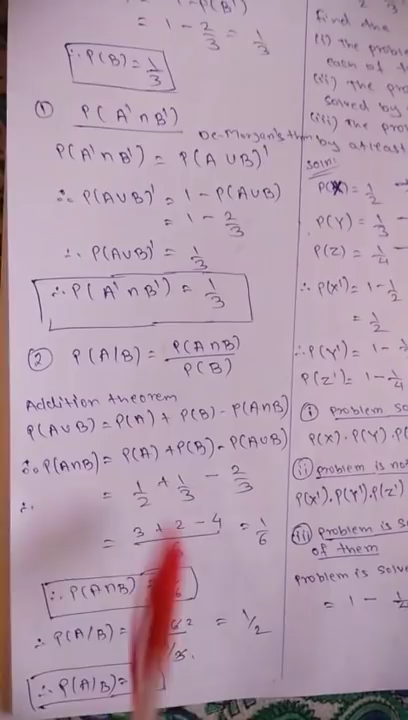 = 1 - 2/3 = 1/3
∴ P(B) = 1/3
① P(A' ∩ B')
De-Morgan's thm
P(A' ∩ B') = P(A ∪ B)'
∴ P(A∪B)' = 1 - P(A∪B)
= 1 - 2/3
∴ P(A∪B)' = 1/3
∴ P(A' ∩ B') = 1/3
② P(A|B) = P(A∩B) / P(B)
Addition theorem
P(A∪B) = P(A) + P(B) - P(A∩B)
∴ P(A∩B) = P(A) + P(B) - P(A∪B)
∴ = 1/2 + 1/3 - 2/3
= 3 + 2 - 4 = 1/6
∴ P(A∩B)
∴ P(A/B) = = 1/2
∴ P(A/B) =
Find the
(i) The proble
each of t
(ii) The pro
solved by
(iii) The pro
by atleast
soln:
P(X) = 1/2
P(Y) = 1/3
P(Z) = 1/4
∴ P(X') = 1 - 1/2
= 1/2
∴ P(Y') = 1 -
P(Z') = 1 - 1/4
ⓘ problem so
P(X) · P(Y) · P(
ⓘⓘ problem is no
P(X') · P(Y') · P(Z')
ⓘⓘⓘ problem is s
of them
problem is solve
= 1 -